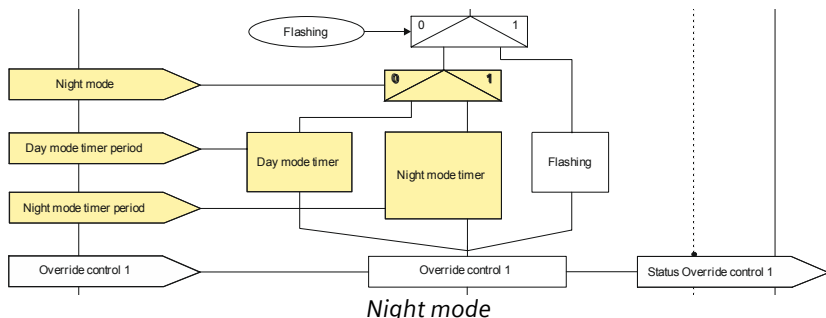 Flashing
0 1
Night mode
0 1
Day mode timer period
Day mode timer
Night mode timer
Flashing
Night mode timer period
Override control 1
Override control 1
Status Override control 1
Night mode